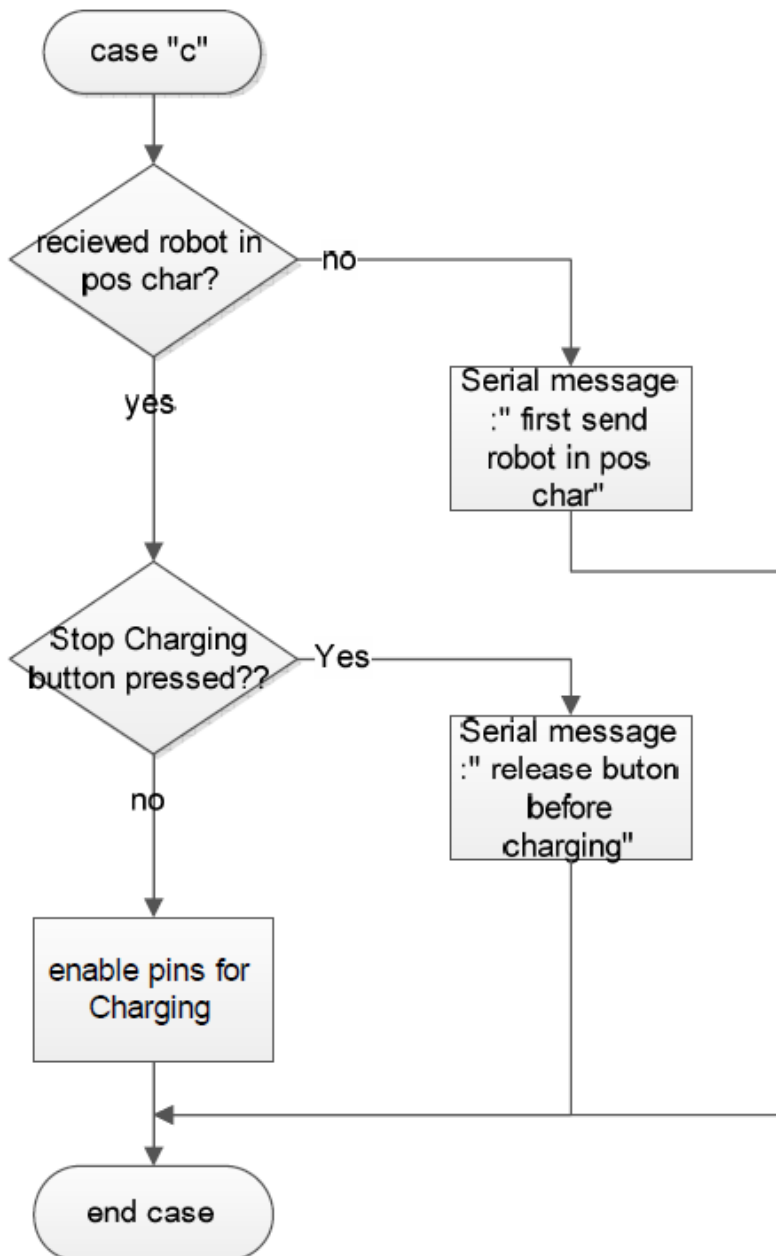 case "c"
recieved robot in
pos char?
no
yes
Serial message
:" first send
robot in pos
char"
Stop Charging
button pressed??
Yes
no
Serial message
:" release buton
before
charging"
enable pins for
Charging
end case